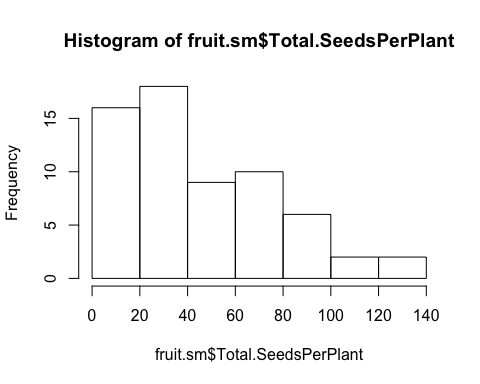 Histogram of fruit.sm$Total.SeedsPerPlant
Frequency
15
10
5
0
0 20 40 60 80 100 120 140
fruit.sm$Total.SeedsPerPlant